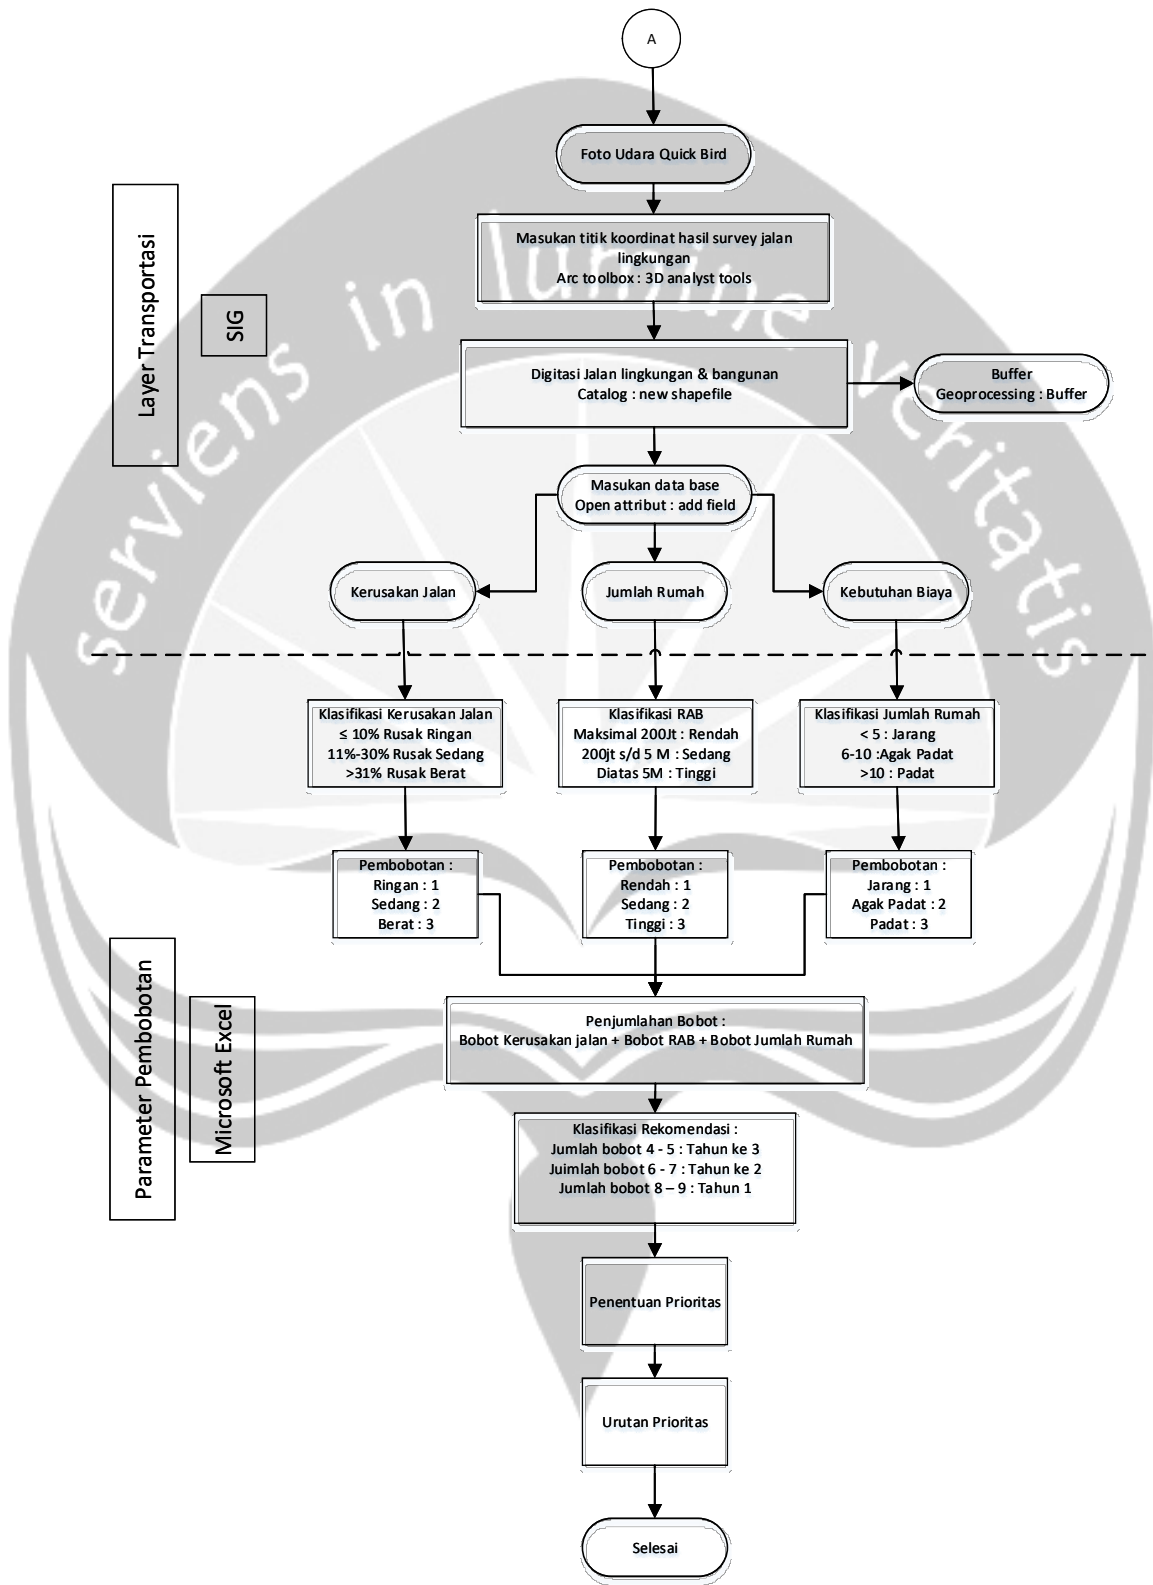 A
Foto Udara Quick Bird
Masukan titik koordinat hasil survey jalan
lingkungan
Arc toolbox : 3D analyst tools
Layer Transportasi
SIG
Digitasi Jalan lingkungan & bangunan
Catalog : new shapefile
Buffer
Geoprocessing : Buffer
Masukan data base
Open attribut : add field
Kerusakan Jalan
Jumlah Rumah
Kebutuhan Biaya
Klasifikasi Kerusakan Jalan
≤ 10% Rusak Ringan
11%-30% Rusak Sedang
>31% Rusak Berat
Klasifikasi RAB
Maksimal 200Jt : Rendah
200jt s/d 5 M : Sedang
Diatas 5M : Tinggi
Klasifikasi Jumlah Rumah
< 5 : Jarang
6-10 :Agak Padat
>10 : Padat
Pembobotan :
Ringan : 1
Sedang : 2
Berat : 3
Pembobotan :
Rendah : 1
Sedang : 2
Tinggi : 3
Pembobotan :
Jarang : 1
Agak Padat : 2
Padat : 3
Parameter Pembobotan
Microsoft Excel
Penjumlahan Bobot :
Bobot Kerusakan jalan + Bobot RAB + Bobot Jumlah Rumah
Klasifikasi Rekomendasi :
Jumlah bobot 4 - 5 : Tahun ke 3
Juimlah bobot 6 - 7 : Tahun ke 2
Jumlah bobot 8 – 9 : Tahun 1
Penentuan Prioritas
Urutan Prioritas
Selesai
serviens in lumine veritatis